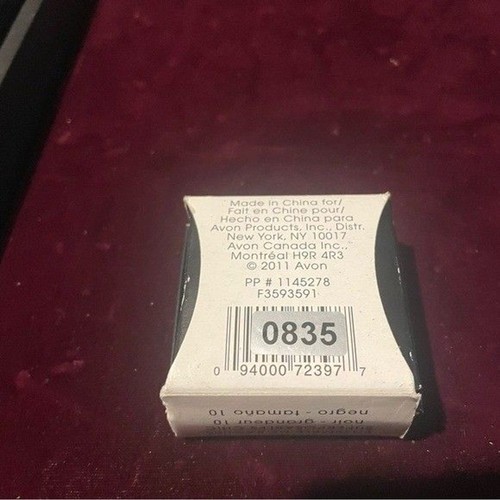 Made in China for/
Fait en Chine pour/
Hecho en China para
Avon Products, Inc., Distr.
New York, NY 10017
Avon Canada Inc.,
Montréal H9R 4R3
© 2011 Avon
PP # 1145278
F3593591
0835
0 94000 72397 7
negro - tamaño 10
noir - grandeur 10